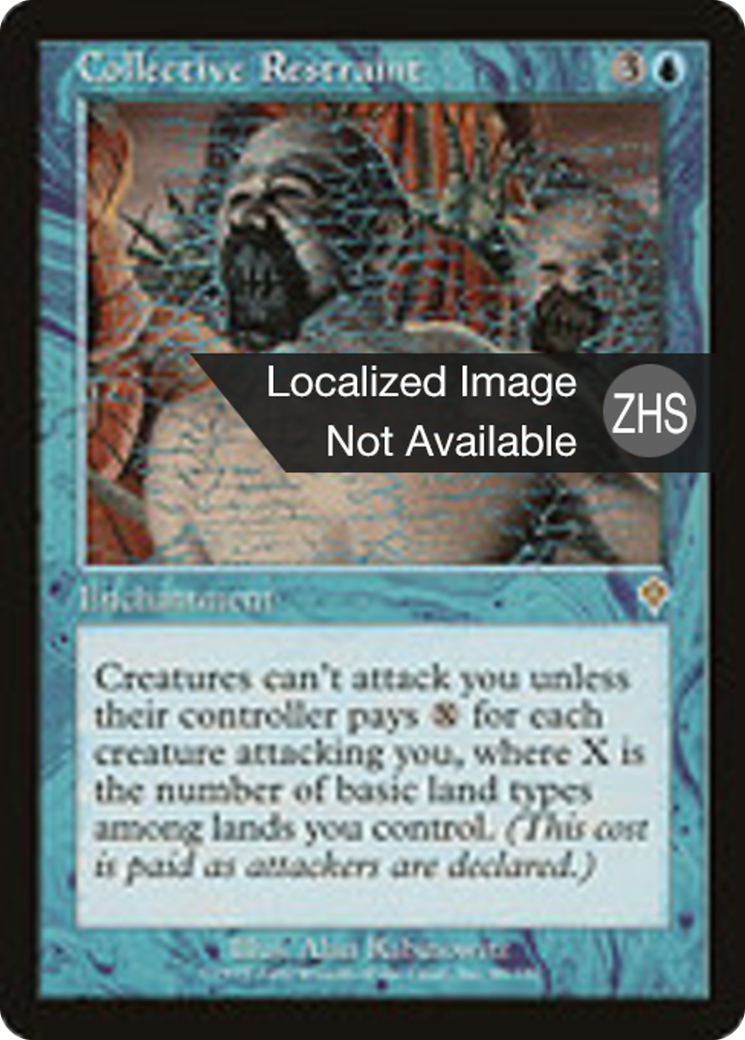 Collective Restraint
3
Localized Image
Not Available
ZHS
Enchantment
Creatures can't attack you unless
their controller pays X for each
creature attacking you, where X is
the number of basic land types
among lands you control. (This cost
is paid as attackers are declared.)
Illus. Alan Rabinowitz